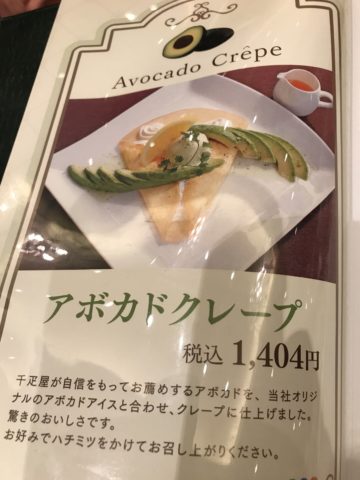 Avocado Crêpe
アボカドクレープ
税込 1,404円
千疋屋が自信をもってお薦めするアボカドを、当社オリジ
ナルのアボカドアイスと合わせ、クレープに仕上げました。
驚きのおいしさです。
お好みでハチミツをかけてお召し上がりください。